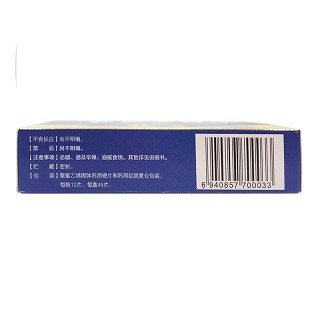 【不良反应】尚不明确。
【禁 忌】尚不明确。
【注意事项】忌烟、酒及辛辣、油腻食物。其他详见说明书。
【贮 藏】密封。
【包 装】聚氯乙烯固体药用硬片和药用铝箔复合包装。
每板12片，每盒48片。
6 940857 700033